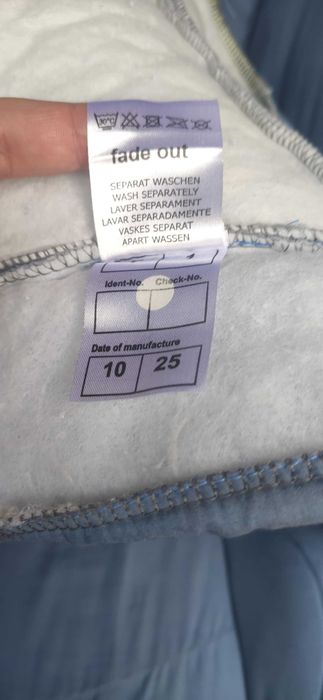 30°C
fade out
SEPARAT WASCHEN
WASH SEPARATELY
LAVER SEPARAMENT
LAVAR SEPARADAMENTE
VASKES SEPARAT
APART WASSEN
Ident-No. Check-No.
Date of manufacture
10 25